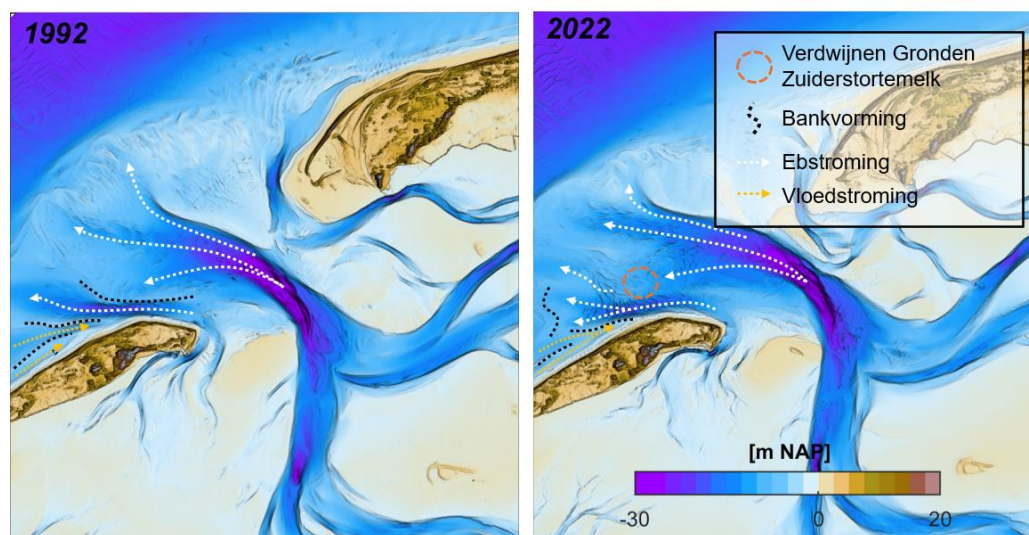 1992
2022
Verdwijnen Gronden
Zuiderstortemelk
Bankvorming
Ebstroming
Vloedstroming
[m NAP]
-30
0
20